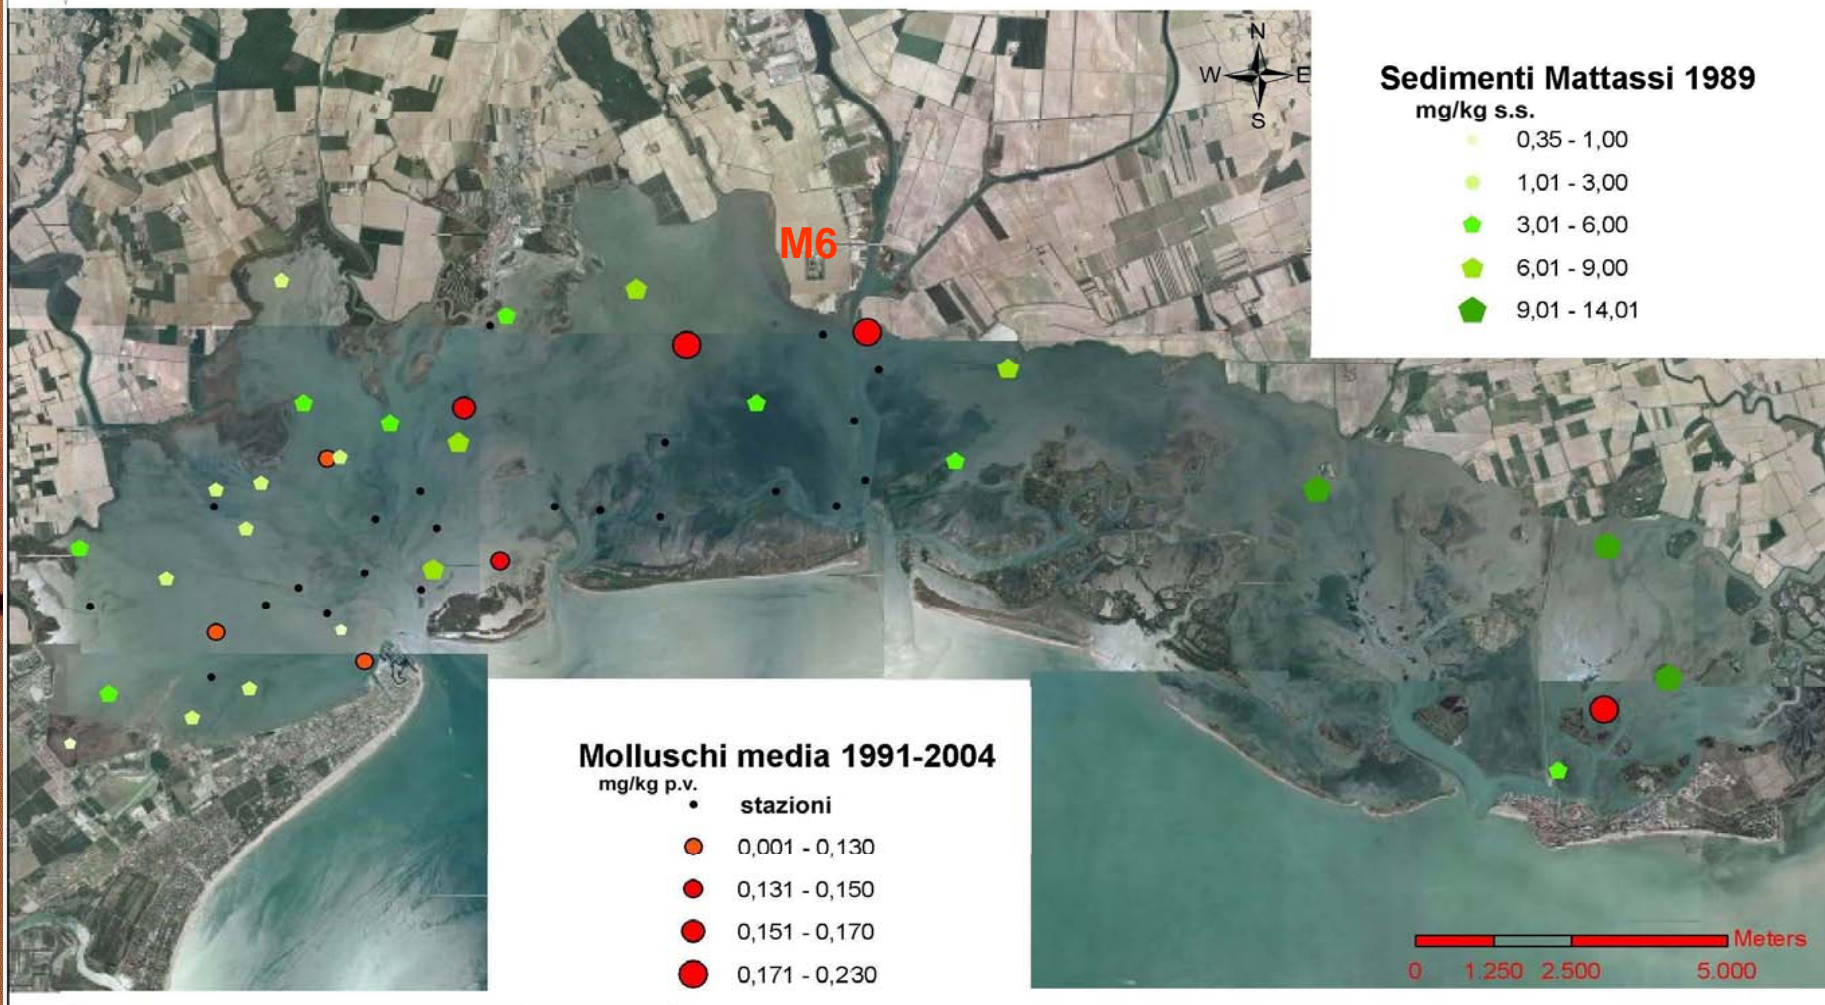 N
W E
S
M6
Sedimenti Mattassi 1989
mg/kg s.s.
0,35 - 1,00
1,01 - 3,00
3,01 - 6,00
6,01 - 9,00
9,01 - 14,01
Molluschi media 1991-2004
mg/kg p.v.
stazioni
0,001 - 0,130
0,131 - 0,150
0,151 - 0,170
0,171 - 0,230
Meters
0 1.250 2.500 5.000